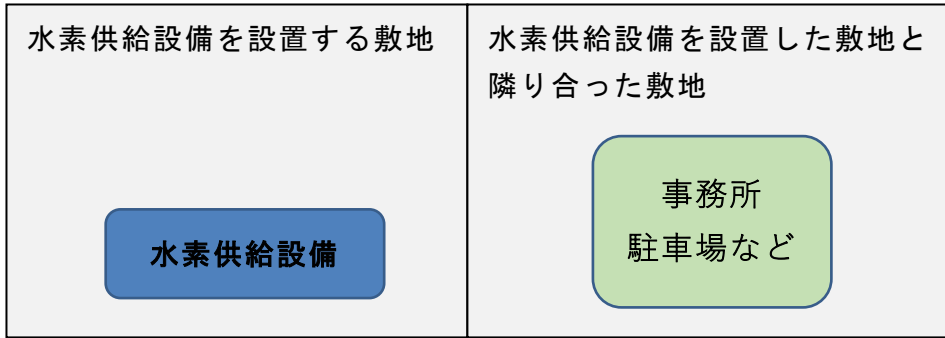 水素供給設備を設置する敷地
水素供給設備を設置した敷地と
隣り合った敷地
水素供給設備
事務所
駐車場など